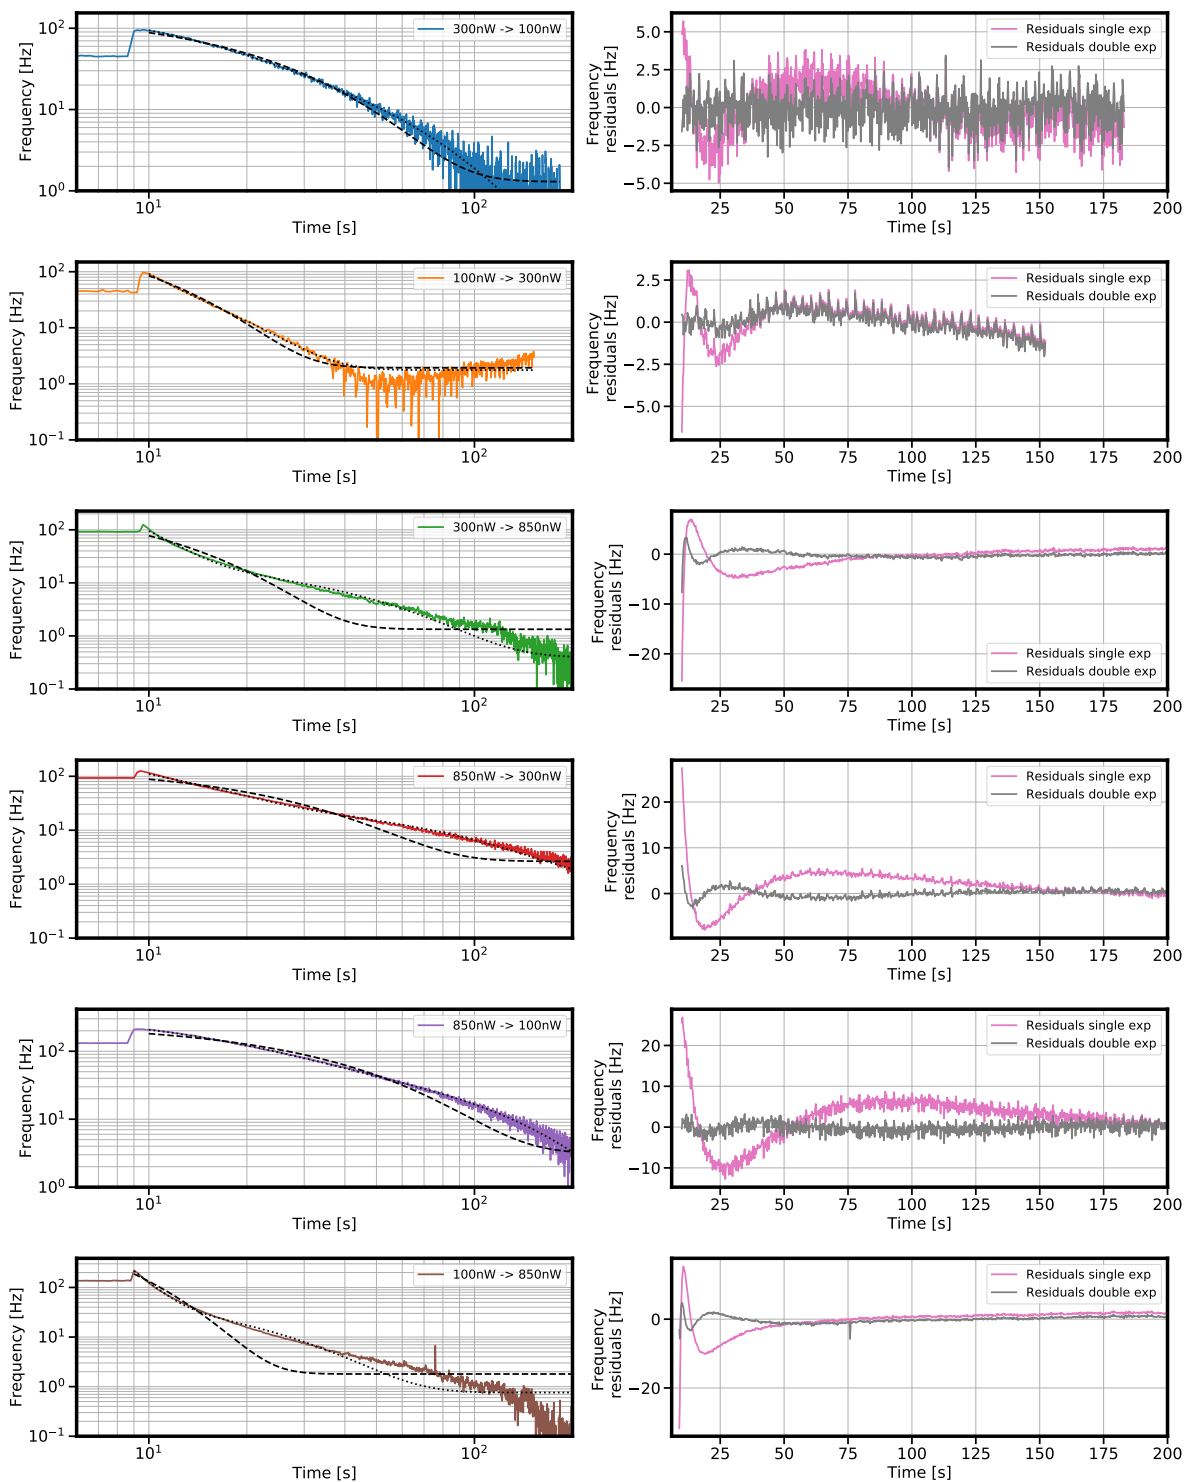 10²
10¹
10⁰
Frequency [Hz]
300nW -> 100nW
10¹
10²
Time [s]
5.0
2.5
0.0
−2.5
−5.0
Frequency
residuals [Hz]
Residuals single exp
Residuals double exp
25
50
75
100
125
150
175
200
Time [s]
10²
10¹
10⁰
10⁻¹
Frequency [Hz]
100nW -> 300nW
10¹
10²
Time [s]
2.5
0.0
−2.5
−5.0
Frequency
residuals [Hz]
Residuals single exp
Residuals double exp
25
50
75
100
125
150
175
200
Time [s]
10²
10¹
10⁰
10⁻¹
Frequency [Hz]
300nW -> 850nW
10¹
10²
Time [s]
0
−10
−20
Frequency
residuals [Hz]
Residuals single exp
Residuals double exp
25
50
75
100
125
150
175
200
Time [s]
10²
10¹
10⁰
10⁻¹
Frequency [Hz]
850nW -> 300nW
10¹
10²
Time [s]
20
10
0
Frequency
residuals [Hz]
Residuals single exp
Residuals double exp
25
50
75
100
125
150
175
200
Time [s]
10²
10¹
10⁰
Frequency [Hz]
850nW -> 100nW
10¹
10²
Time [s]
20
10
0
−10
Frequency
residuals [Hz]
Residuals single exp
Residuals double exp
25
50
75
100
125
150
175
200
Time [s]
10²
10¹
10⁰
10⁻¹
Frequency [Hz]
100nW -> 850nW
10¹
10²
Time [s]
0
−20
Frequency
residuals [Hz]
Residuals single exp
Residuals double exp
25
50
75
100
125
150
175
200
Time [s]